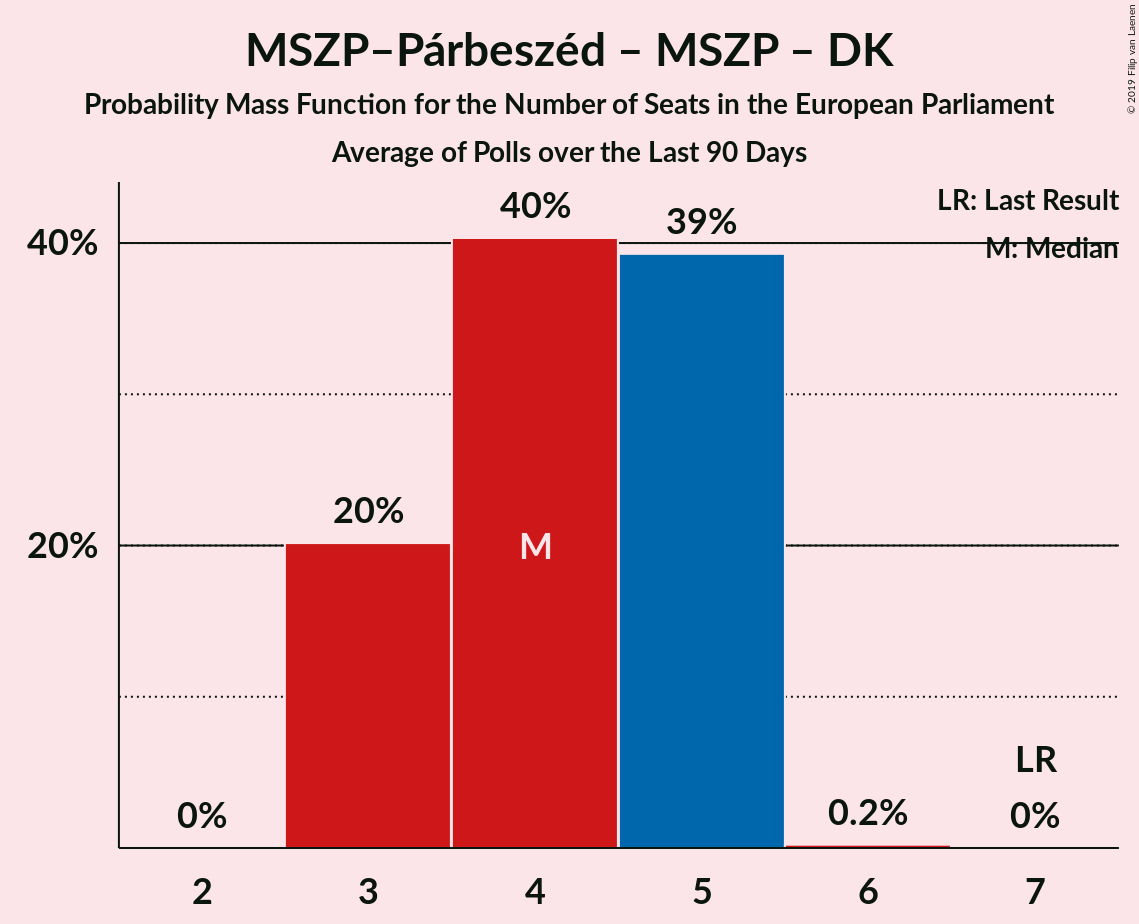 MSZP–Párbeszéd – MSZP – DK
Probability Mass Function for the Number of Seats in the European Parliament
Average of Polls over the Last 90 Days
© 2019 Filip van Laenen
LR: Last Result
M: Median
40%
20%
0%
20%
40%
39%
0.2%
0%
M
LR
2 3 4 5 6 7